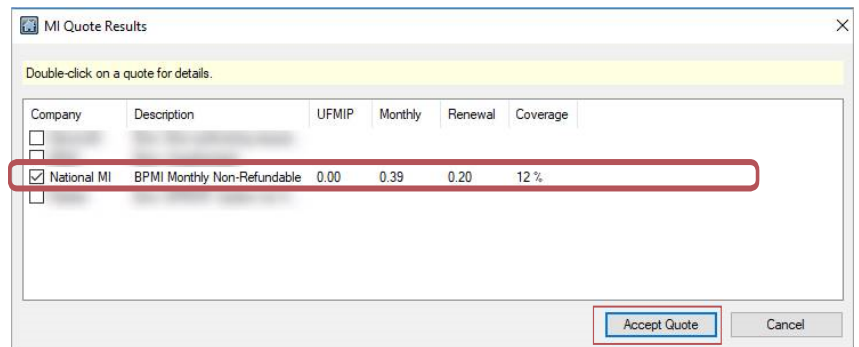 MI Quote Results
Double-click on a quote for details.
Company Description UFMIP Monthly Renewal Coverage
National MI BPMI Monthly Non-Refundable 0.00 0.39 0.20 12 %
Accept Quote Cancel